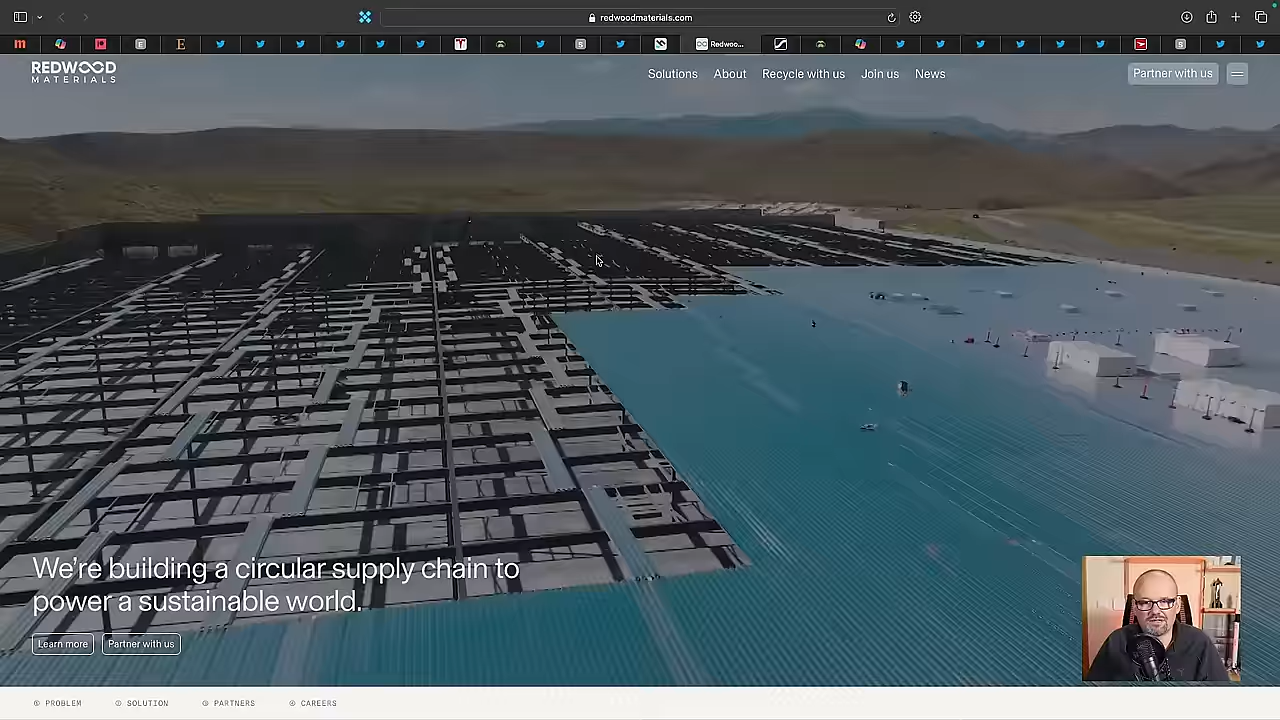 redwoodmaterials.com
Redwoo...
REDWOOD
MATERIALS
Solutions
About
Recycle with us
Join us
News
Partner with us
We're building a circular supply chain to
power a sustainable world.
Learn more
Partner with us
PROBLEM
SOLUTION
PARTNERS
CAREERS